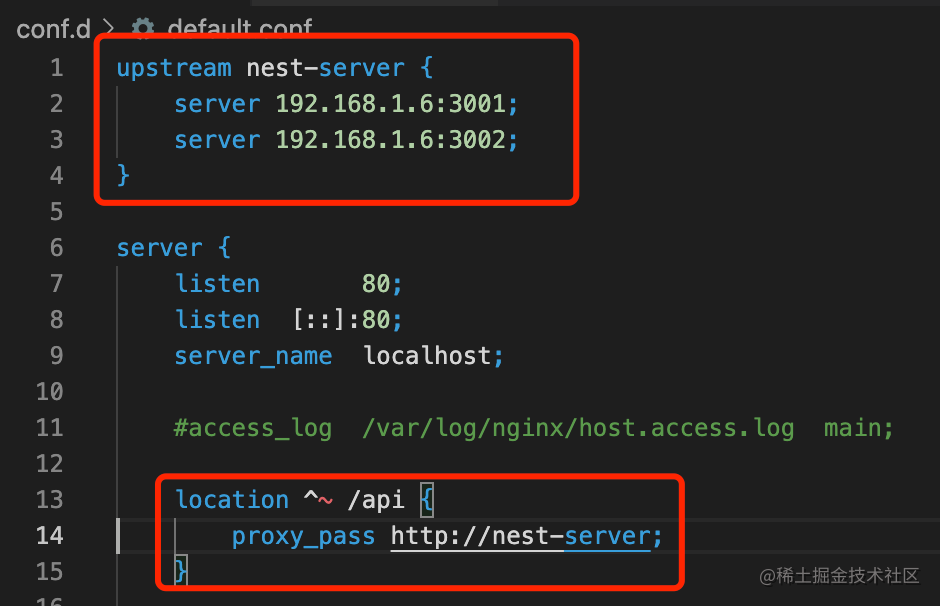 conf.d > default.conf
1 upstream nest-server {
2 server 192.168.1.6:3001;
3 server 192.168.1.6:3002;
4 }
5
6 server {
7 listen 80;
8 listen [::]:80;
9 server_name localhost;
10
11 #access_log /var/log/nginx/host.access.log main;
12
13 location ^~ /api {
14 proxy_pass http://nest-server;
15 }
16
@稀土掘金技术社区